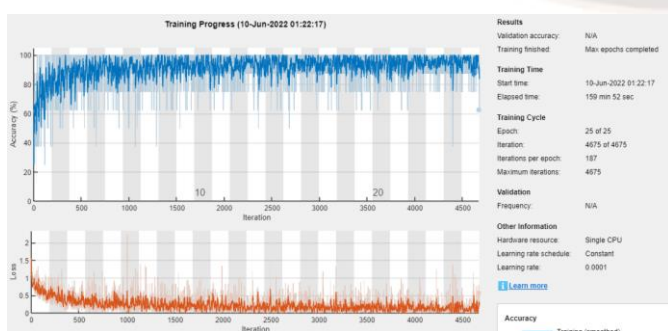 Training Progress (10-Jun-2022 01:22:17)
100
80
60
40
20
0
Accuracy (%)
10
20
0 500 1000 1500 2000 2500 3000 3500 4000 4500
Iteration
2
1.5
1
0.5
0
Loss
0 500 1000 1500 2000 2500 3000 3500 4000 4500
Iteration
Results
Validation accuracy: N/A
Training finished: Max epochs completed
Training Time
Start time: 10-Jun-2022 01:22:17
Elapsed time: 159 min 52 sec
Training Cycle
Epoch: 25 of 25
Iteration: 4675 of 4675
Iterations per epoch: 187
Maximum iterations: 4675
Validation
Frequency: N/A
Other Information
Hardware resource: Single CPU
Learning rate schedule: Constant
Learning rate: 0.0001
Learn more
Accuracy
Training (smoothed)